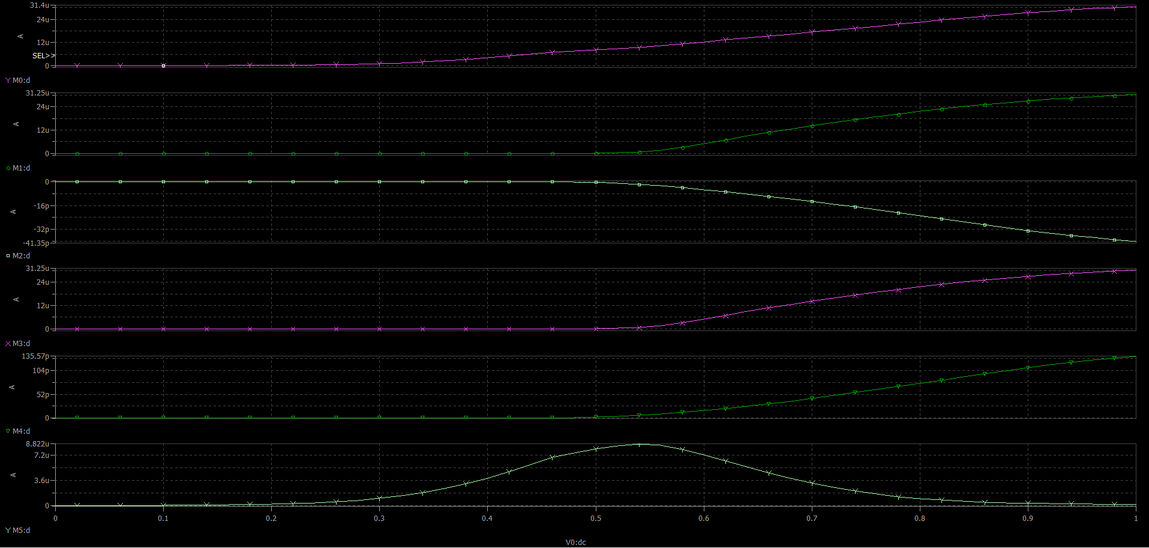 31.4u
24u
A
12u
SEL>>
0
M0:d
31.25u
24u
A
12u
0
M1:d
0
-16p
A
-32p
-41.35p
M2:d
31.25u
24u
A
12u
0
M3:d
135.57p
104p
A
52p
0
M4:d
8.822u
7.2u
A
3.6u
0
0 0.1 0.2 0.3 0.4 0.5 0.6 0.7 0.8 0.9 1
M5:d
V0:dc